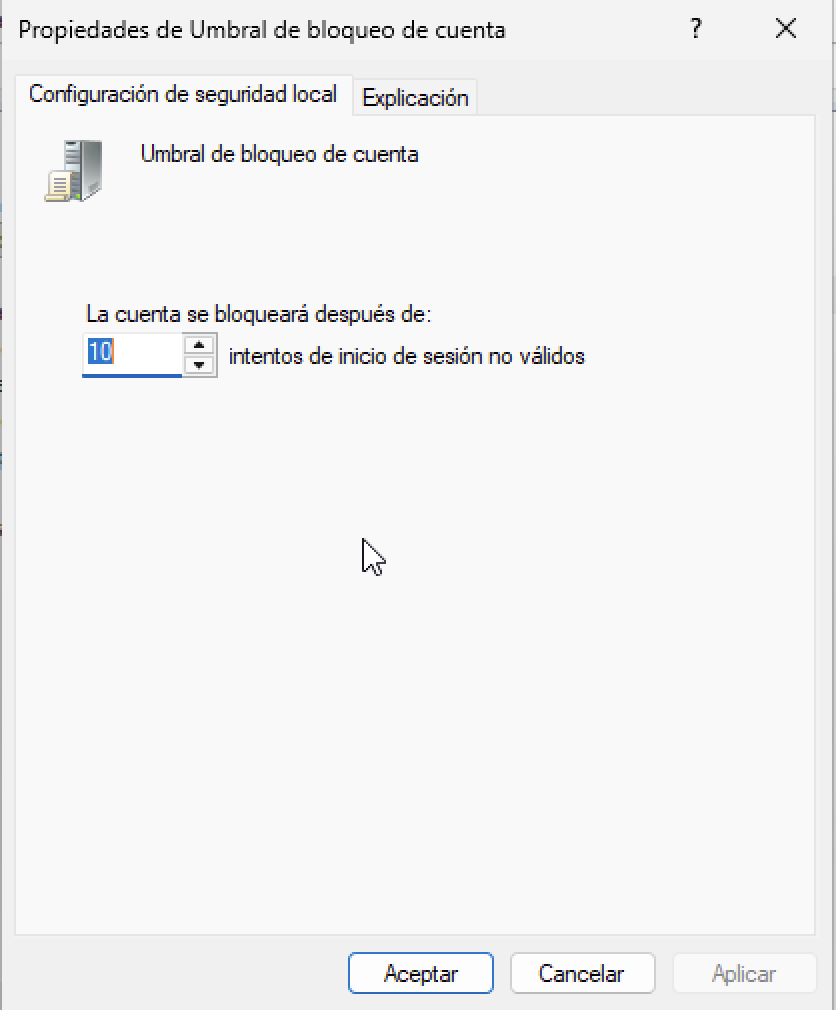 Propiedades de Umbral de bloqueo de cuenta ?
Configuración de seguridad local
Explicación
Umbral de bloqueo de cuenta
La cuenta se bloqueará después de:
10 intentos de inicio de sesión no válidos
Aceptar Cancelar Aplicar